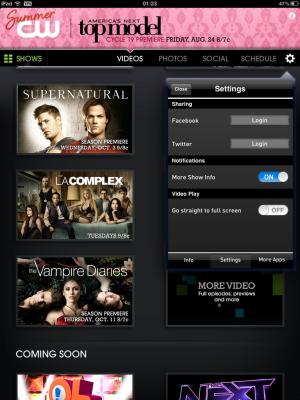 iPad
01:23
47%
Summer
CW
AMERICA'S NEXT
top model
CYCLE 19 PREMIERE FRIDAY, AUG. 24 8/7c
SHOWS
VIDEOS
PHOTOS
SOCIAL
SCHEDULE
SUPERNATURAL
SEASON PREMIERE
WEDNESDAY, OCT. 3 9/8c
LA COMPLEX
TUESDAYS 9/8c
the Vampire Diaries
SEASON PREMIERE
THURSDAY, OCT. 11 8/7c
Close
Settings
Sharing
Facebook
Login
Twitter
Login
Notifications
More Show Info
ON
Video Play
Go straight to full screen
OFF
Info
Settings
More Apps
MORE VIDEO
Full episodes, previews
and more
COMING SOON
THE NEXT